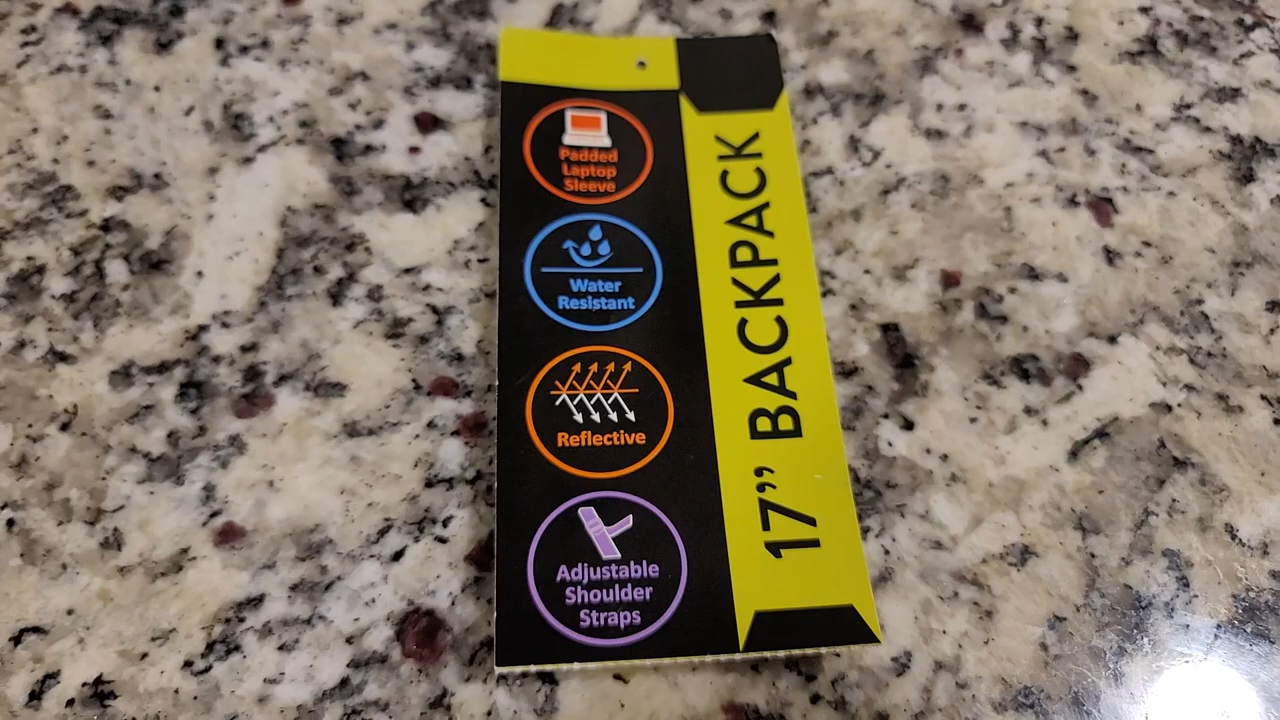 Padded
Laptop
Sleeve
Water
Resistant
Reflective
Adjustable
Shoulder
Straps
17” BACKPACK